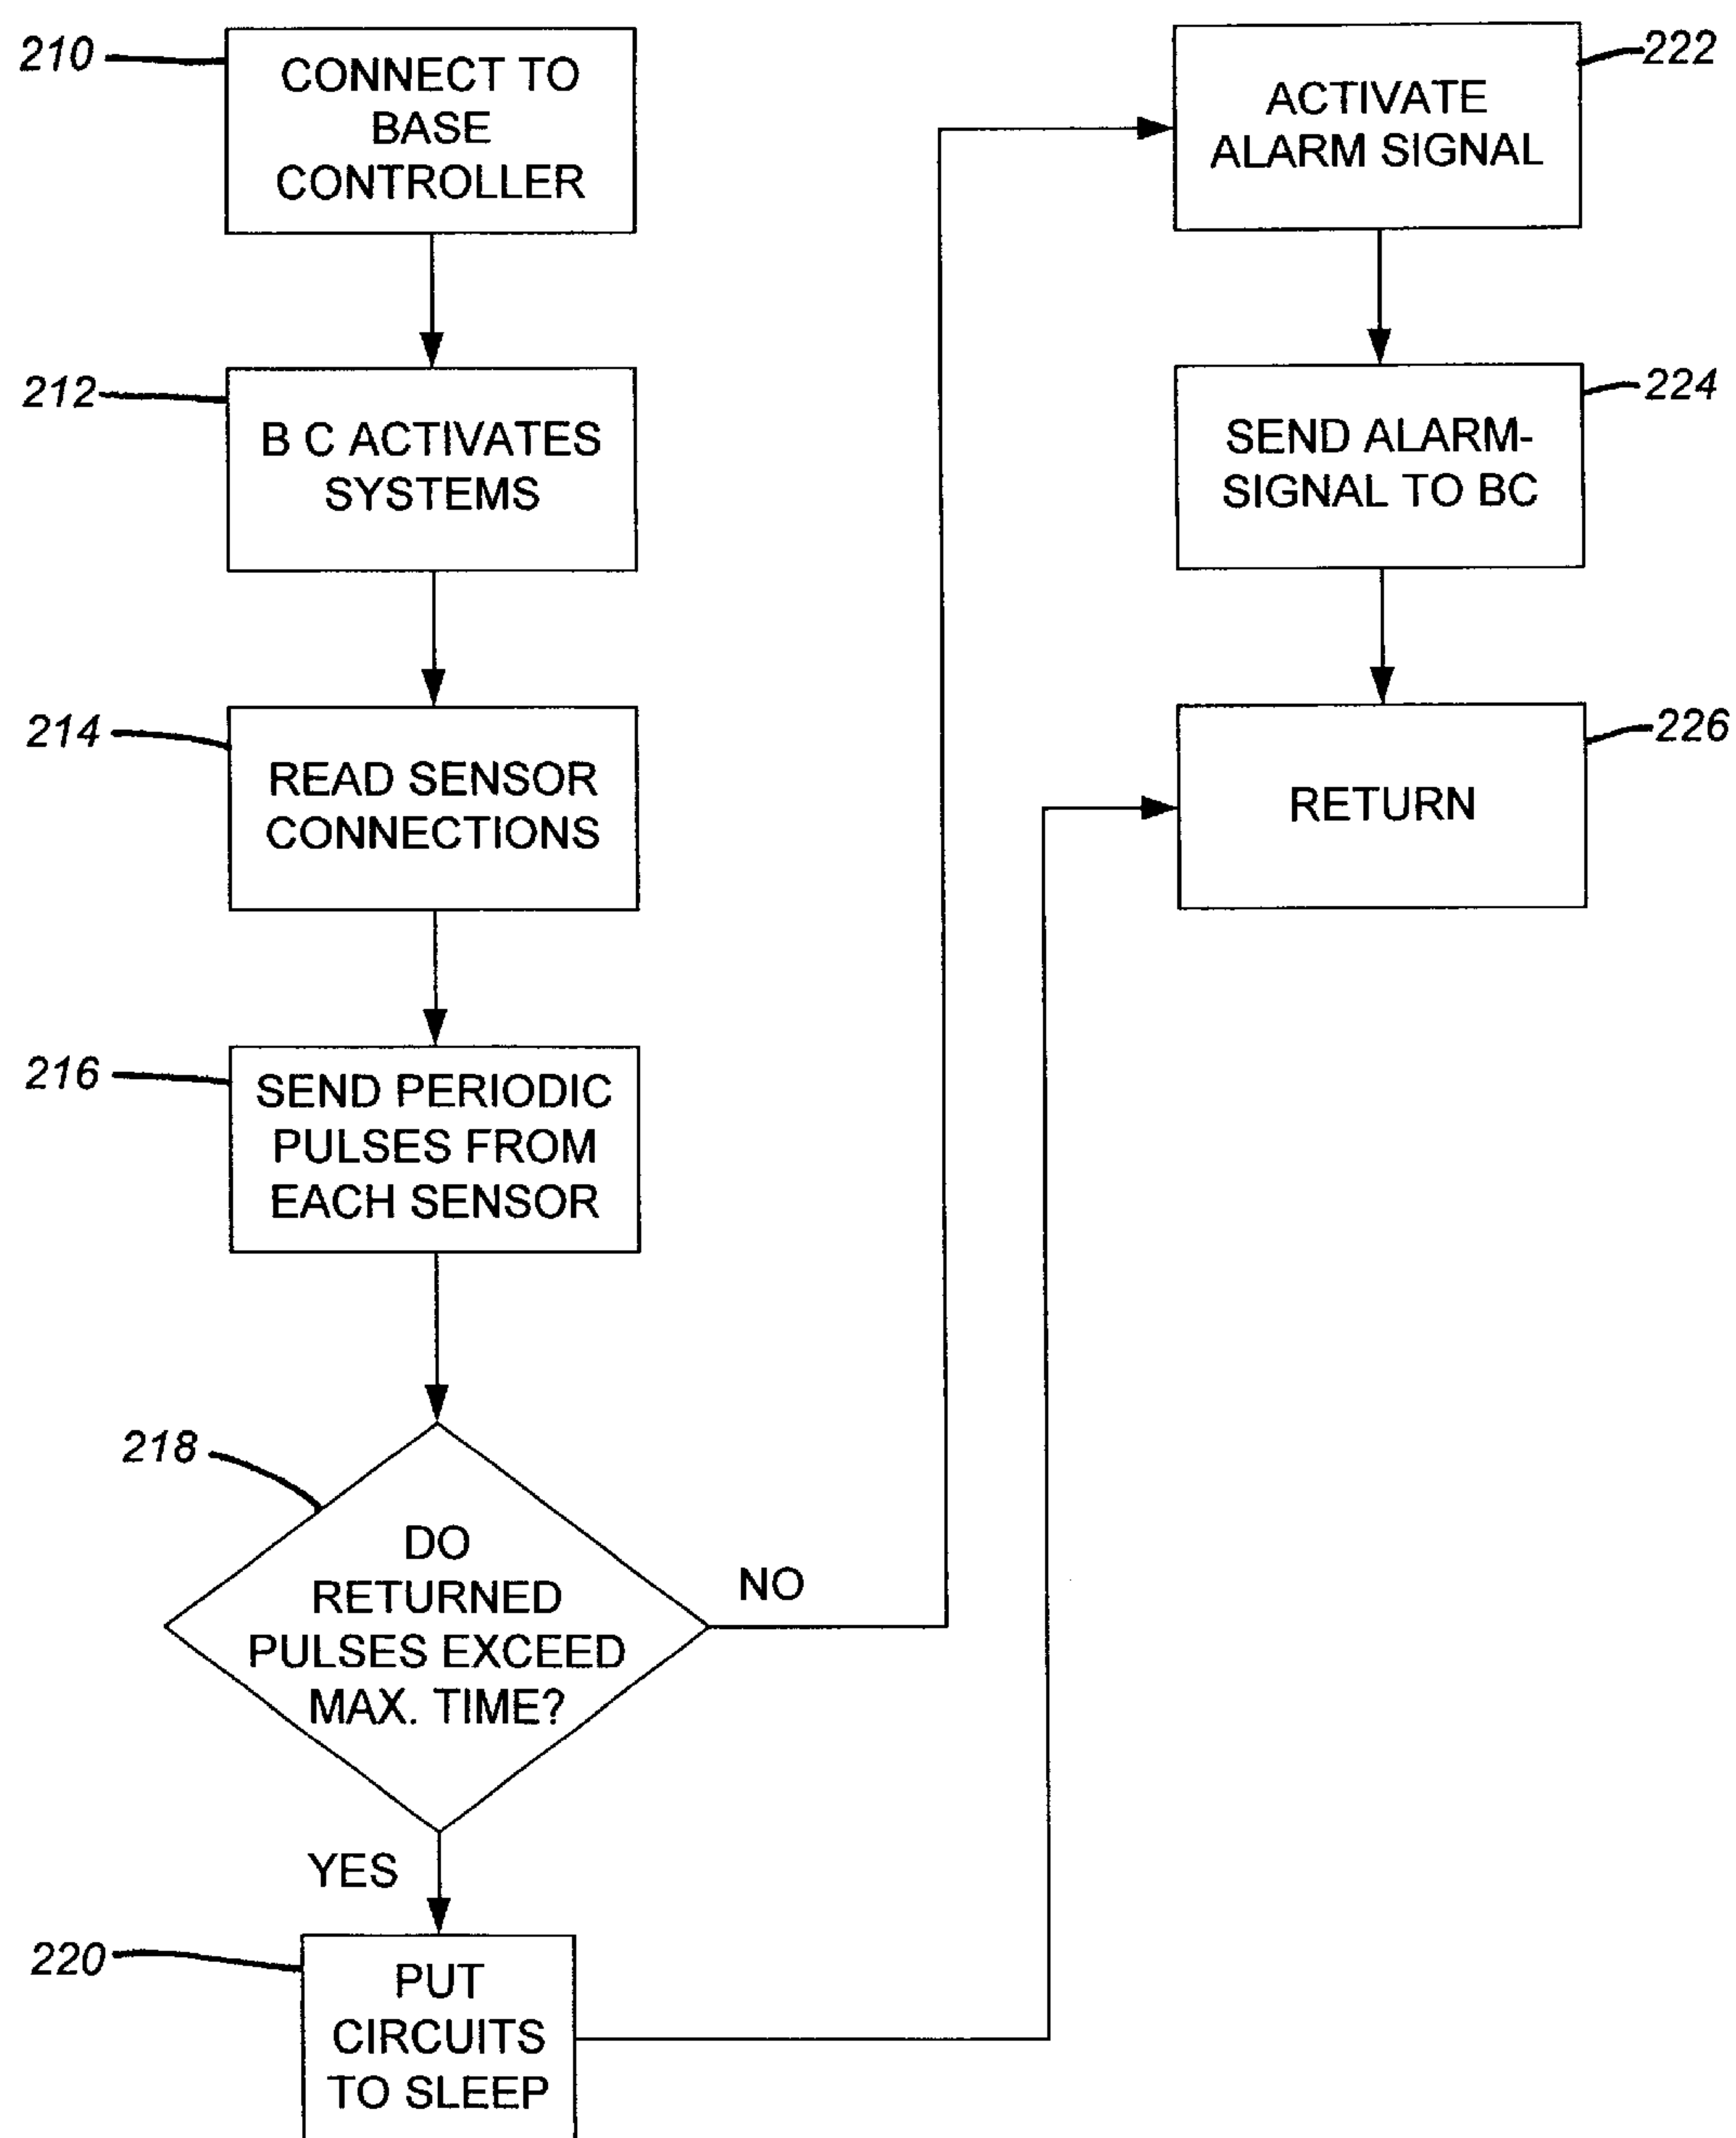 210
CONNECT TO
BASE
CONTROLLER
212
B C ACTIVATES
SYSTEMS
214
READ SENSOR
CONNECTIONS
216
SEND PERIODIC
PULSES FROM
EACH SENSOR
218
DO
RETURNED
PULSES EXCEED
MAX. TIME?
NO
YES
220
PUT
CIRCUITS
TO SLEEP
222
ACTIVATE
ALARM SIGNAL
224
SEND ALARM-
SIGNAL TO BC
226
RETURN